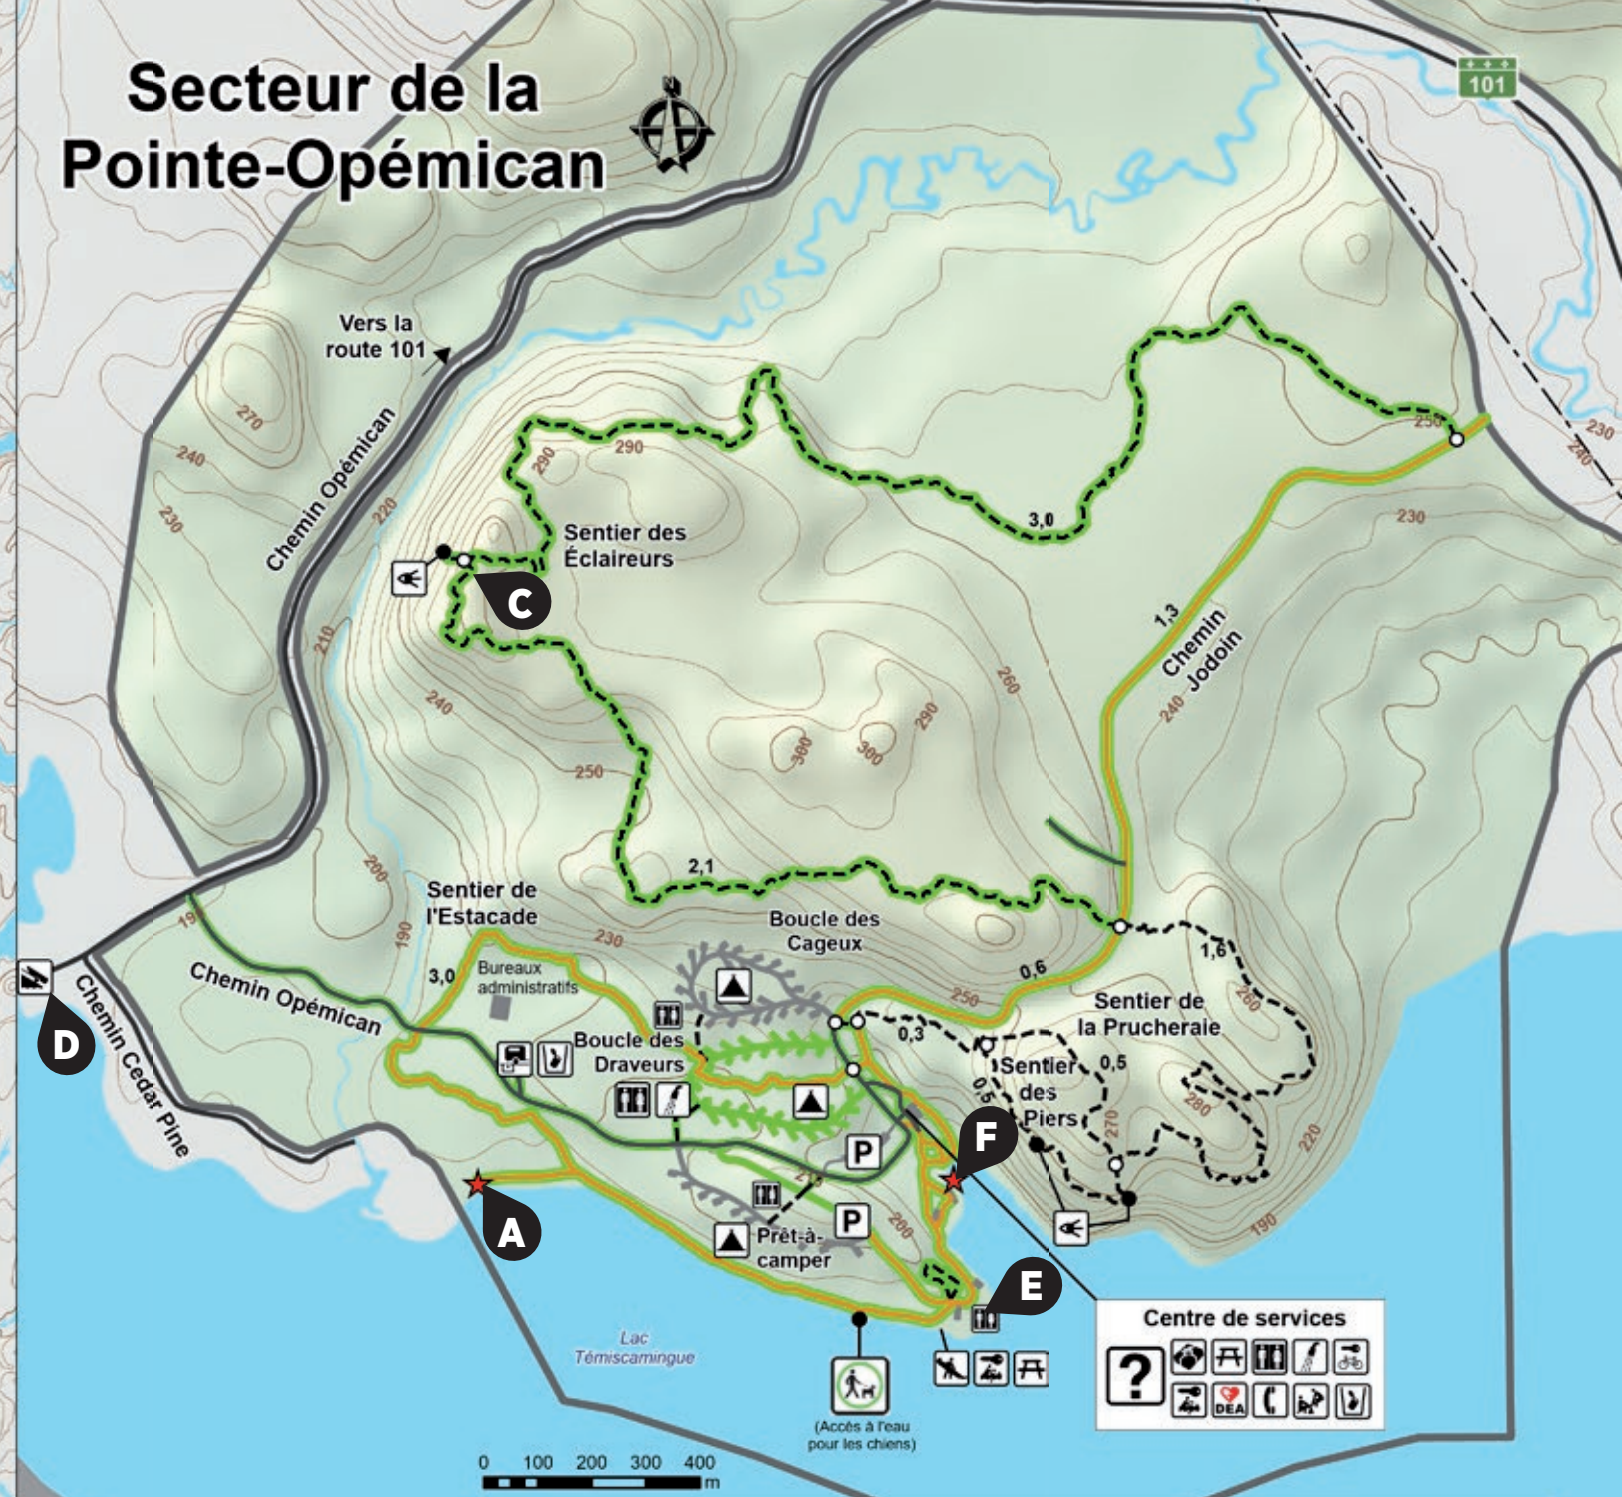 Secteur de la
Pointe-Opémican
N
101
Vers la
route 101
Chemin Opémican
270
240
230
220
210
290
290
Sentier des
Éclaireurs
C
3,0
250
230
240
230
1,3
Chemin
Jodoin
240
260
290
300
300
240
250
200
190
190
2,1
Sentier de
l'Estacade
230
Boucle des
Cageux
3,0
Bureaux
administratifs
0,6
250
1,6
260
Sentier de
la Prucheraie
Chemin Opémican
Chemin Cedar Pine
D
Boucle des
Draveurs
0,3
0,5
0,5
Sentier
des
Piers
280
270
220
190
F
P
P
210
200
A
Prêt-à-
camper
E
Lac
Témiscamingue
(Accès à l'eau
pour les chiens)
Centre de services
?
DEA
0 100 200 300 400
m